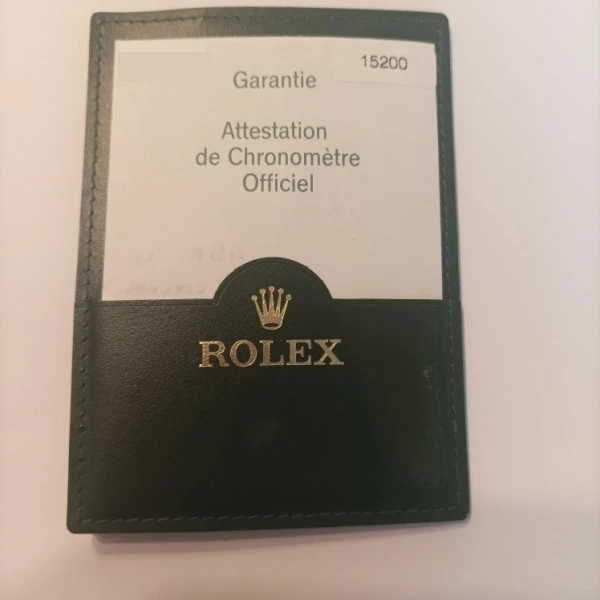 15200
Garantie
Attestation
de Chronomètre
Officiel
ROLEX